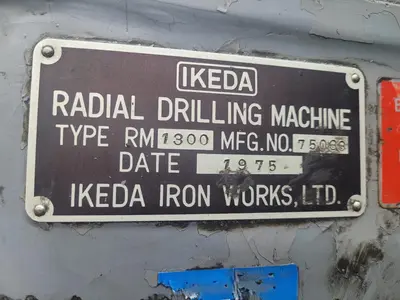 IKEDA
RADIAL DRILLING MACHINE
TYPE RM 1300 MFG. NO.
DATE 1975
IKEDA IRON WORKS, LTD.